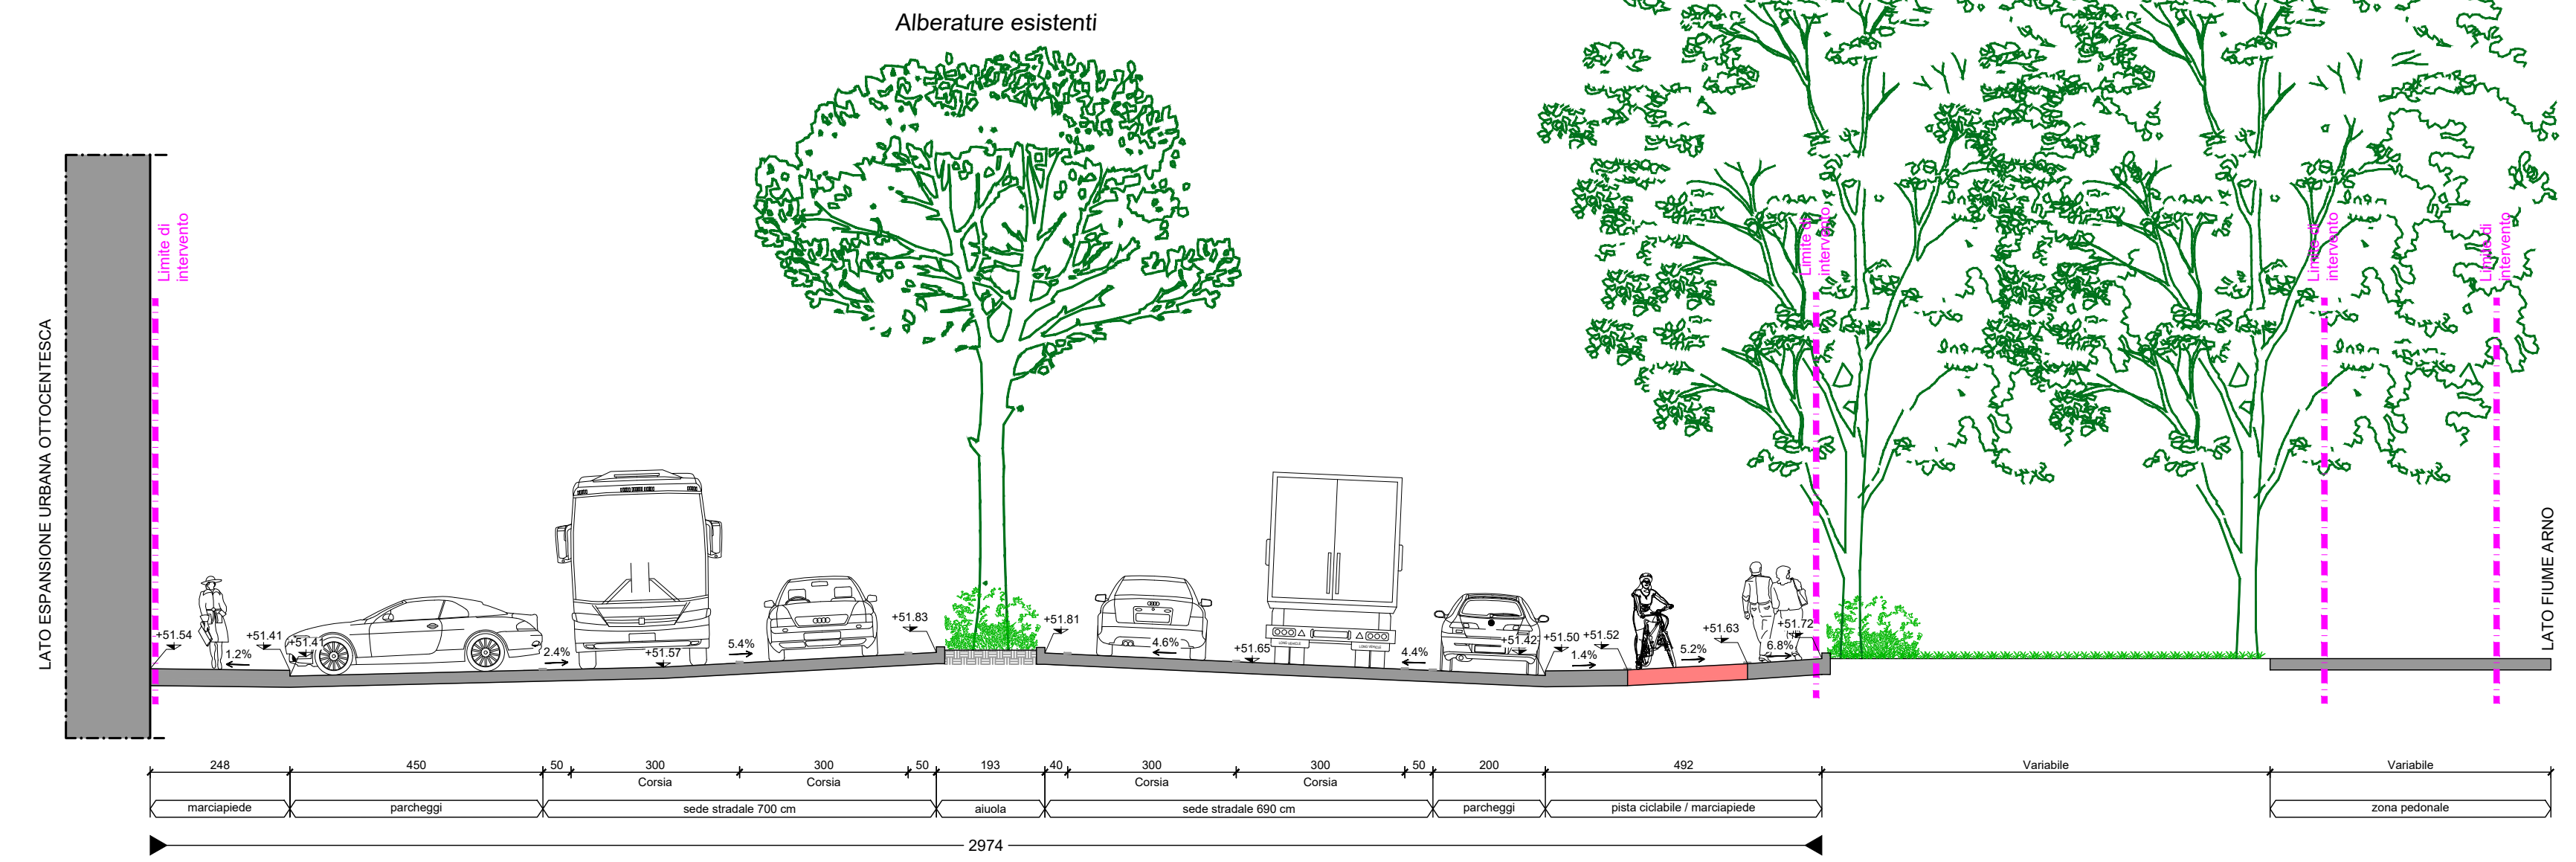 Alberature esistenti
LATO ESPANSIONE URBANA OTTOCENTESCA
Limite di
intervento
Limite di
intervento
Limite di
intervento
Limite di
intervento
LATO FIUME ARNO
+51.54
1.2%
+51.41
+51.41
2.4%
+51.57
5.4%
+51.83
+51.81
4.6%
+51.65
4.4%
+51.42
+51.50
1.4%
+51.52
5.2%
+51.63
+51.72
6.8%
LONG VEHICLE
LONG VEHICLE
248 450 50 300 300 50 193 40 300 300 50 200 492 Variabile Variabile
Corsia Corsia Corsia Corsia
marciapiede parcheggi sede stradale 700 cm aiuola sede stradale 690 cm parcheggi pista ciclabile / marciapiede zona pedonale
2974